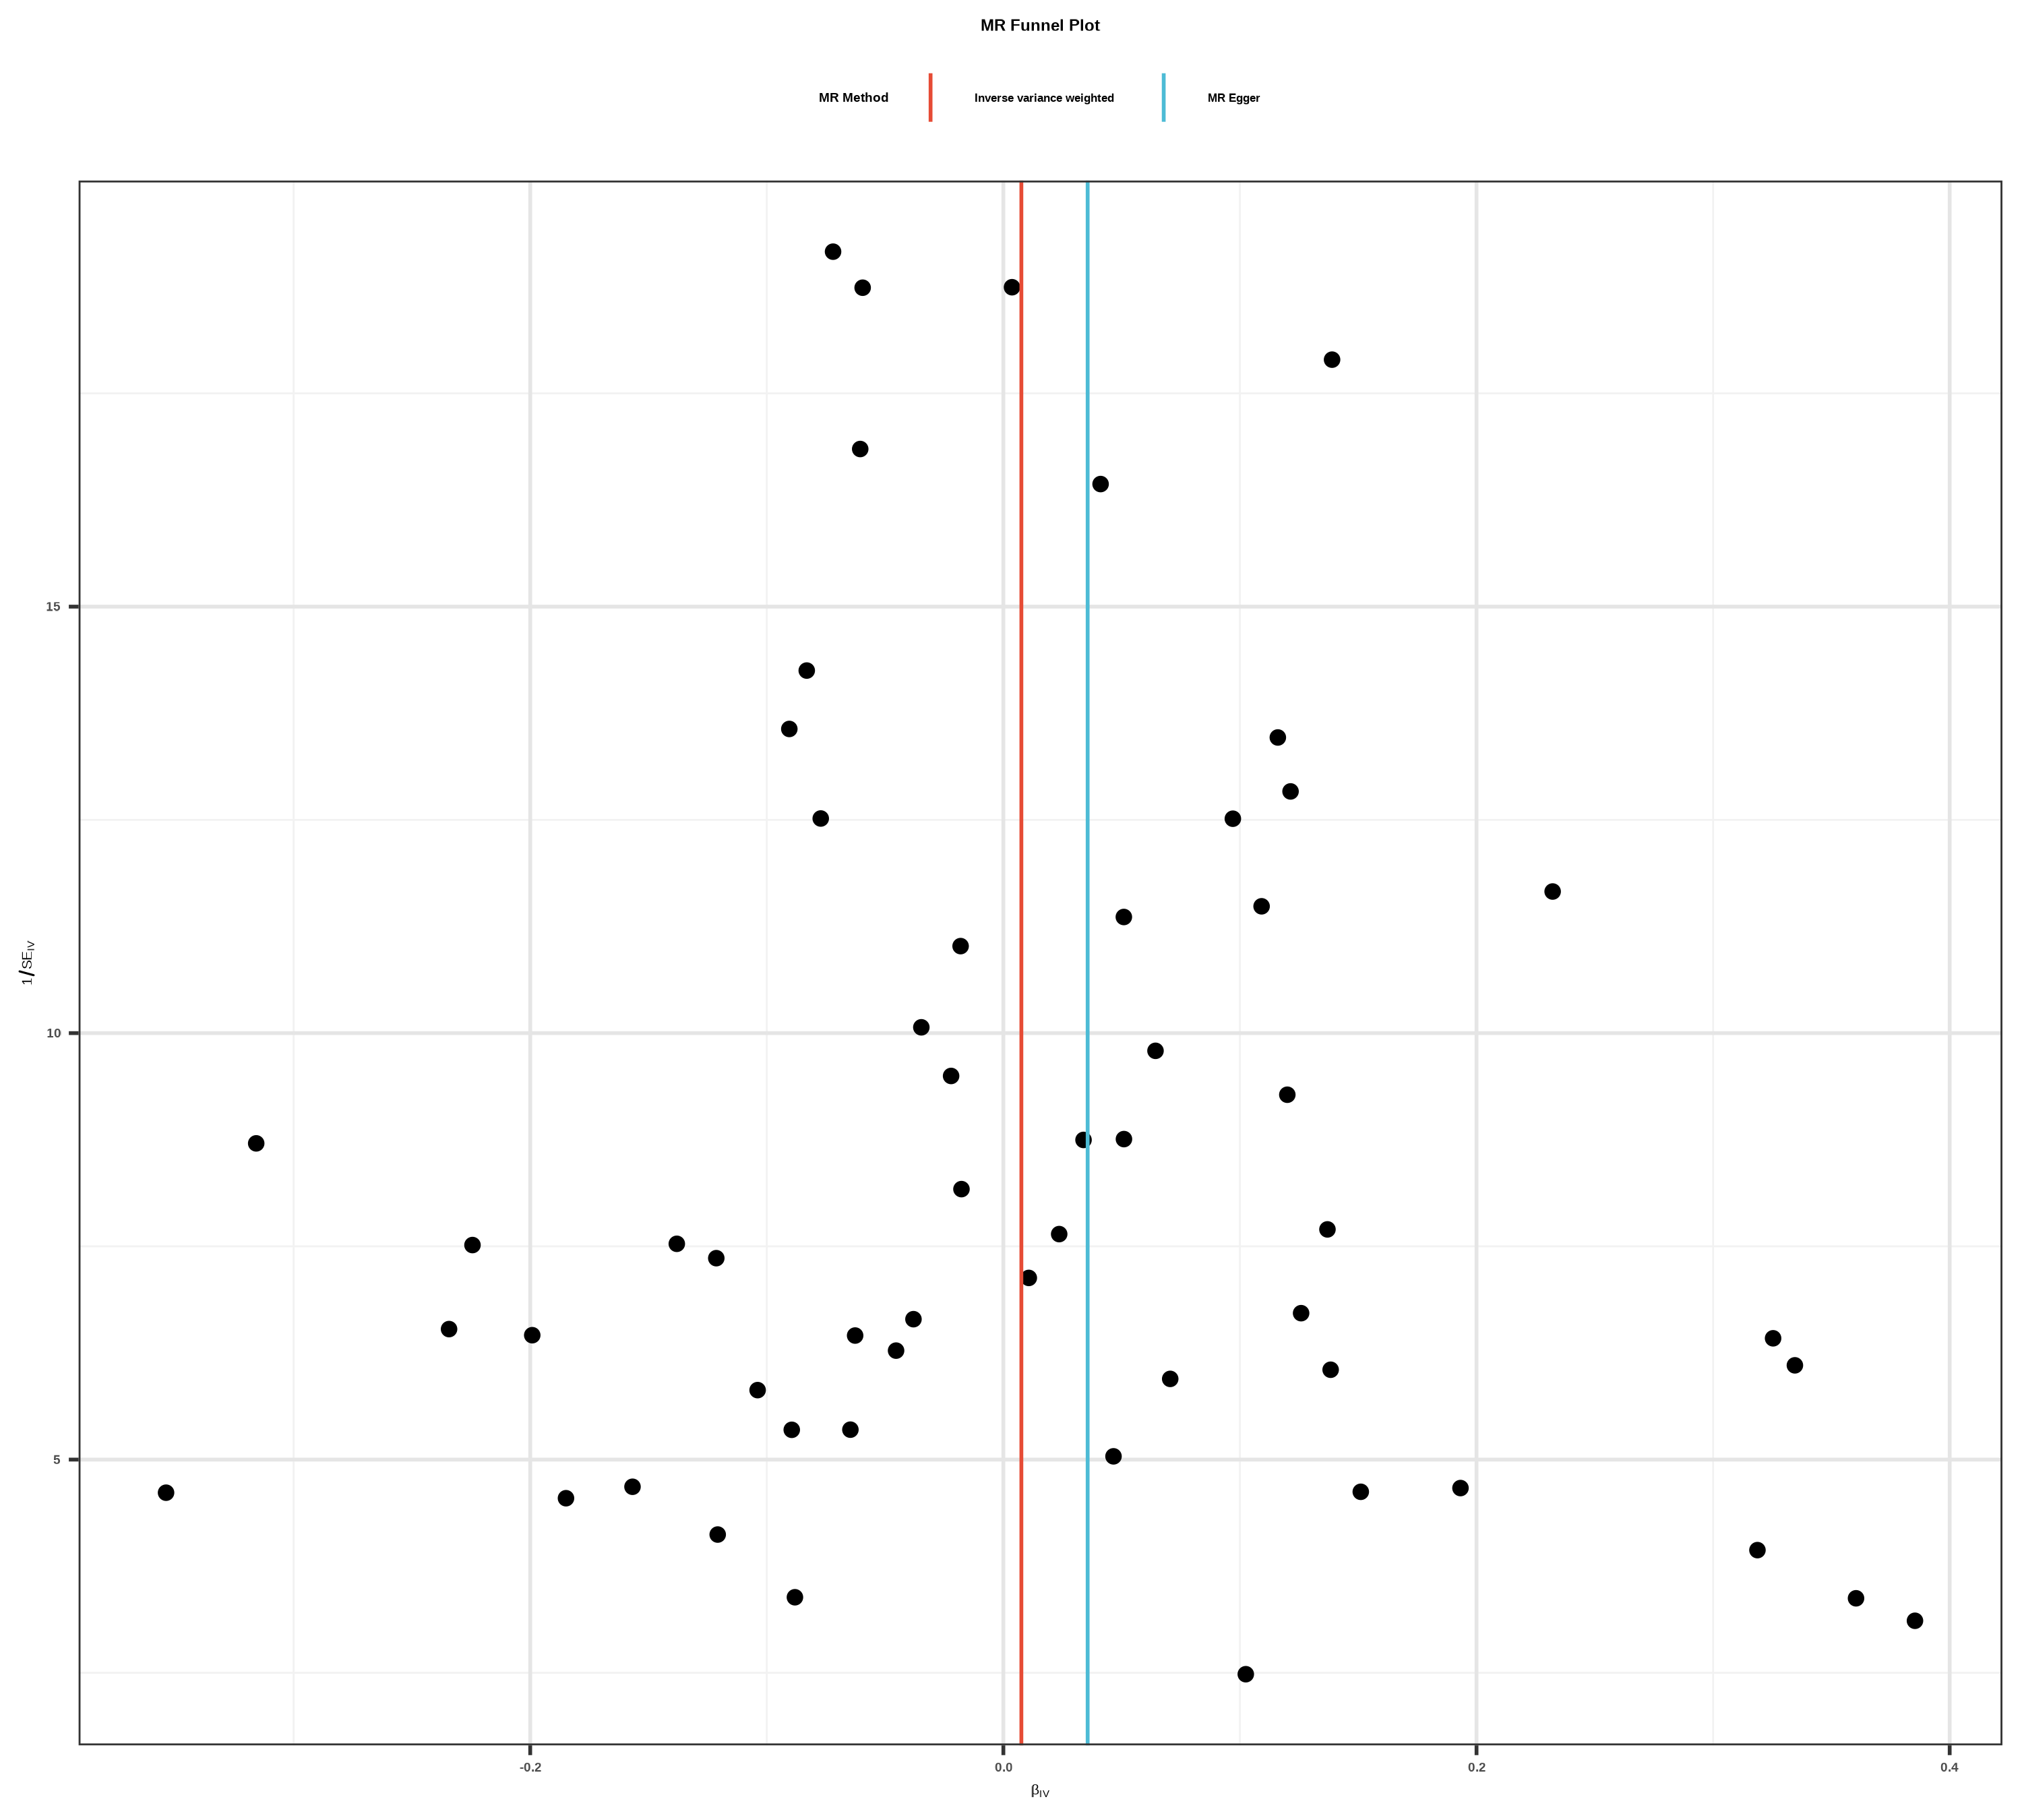 MR Funnel Plot
MR Method Inverse variance weighted MR Egger
15
10
5
1/SEIV
-0.2 0.0 0.2 0.4
βIV